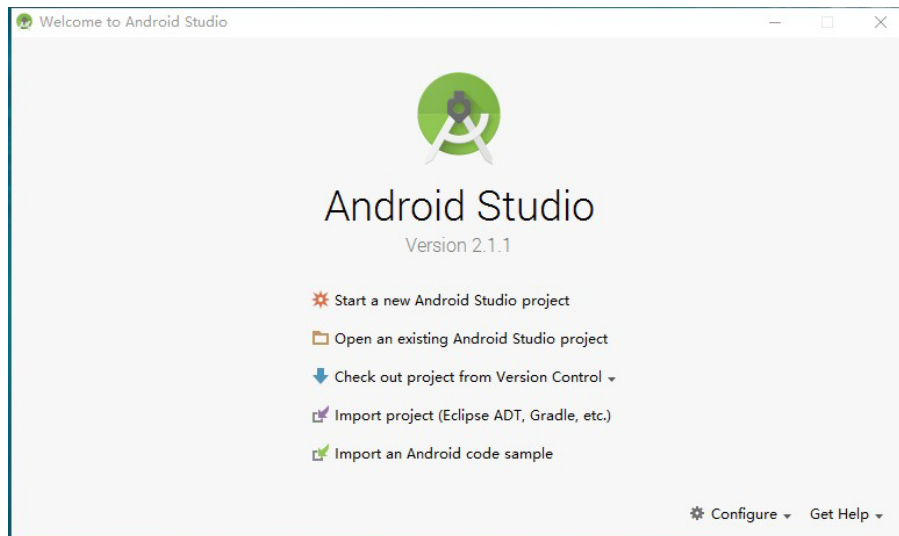 Welcome to Android Studio
Android Studio
Version 2.1.1
Start a new Android Studio project
Open an existing Android Studio project
Check out project from Version Control
Import project (Eclipse ADT, Gradle, etc.)
Import an Android code sample
Configure Get Help